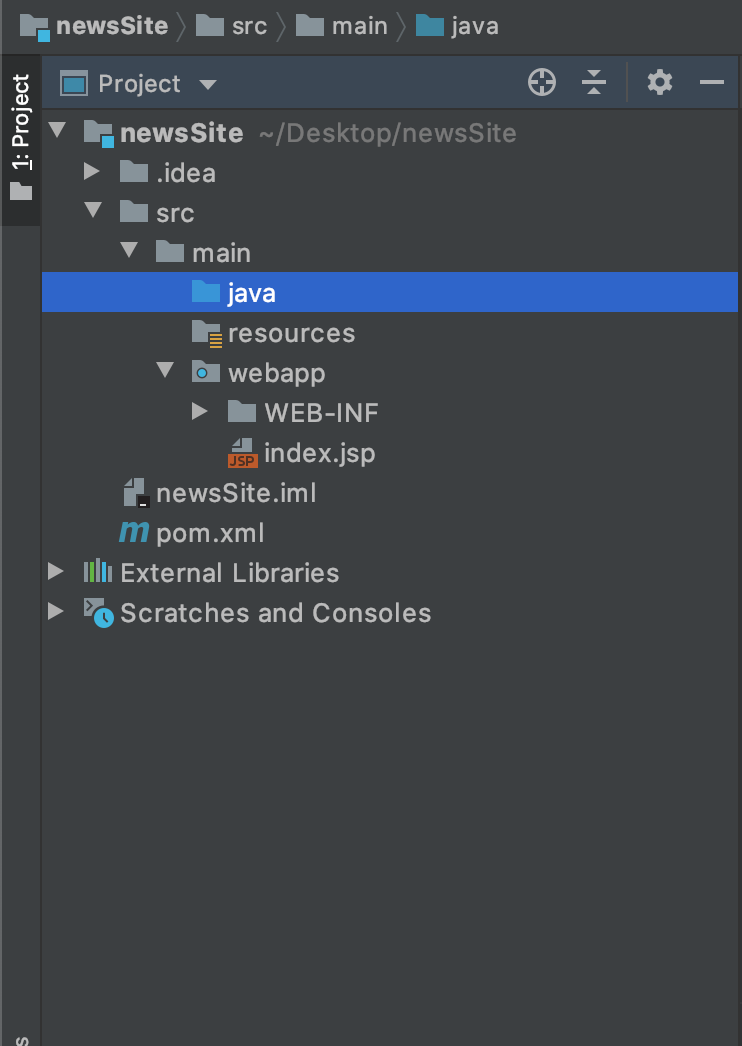 newsSite src main java
1: Project
Project
newsSite ~/Desktop/newsSite
.idea
src
main
java
resources
webapp
WEB-INF
index.jsp
JSP
newsSite.iml
m pom.xml
External Libraries
Scratches and Consoles
s